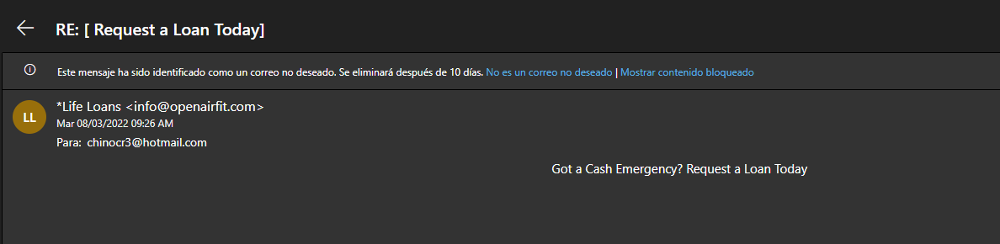 RE: [ Request a Loan Today]
Este mensaje ha sido identificado como un correo no deseado. Se eliminará después de 10 días. No es un correo no deseado | Mostrar contenido bloqueado
LL
*Life Loans <info@openairfit.com>
Mar 08/03/2022 09:26 AM
Para: chinocr3@hotmail.com
Got a Cash Emergency? Request a Loan Today